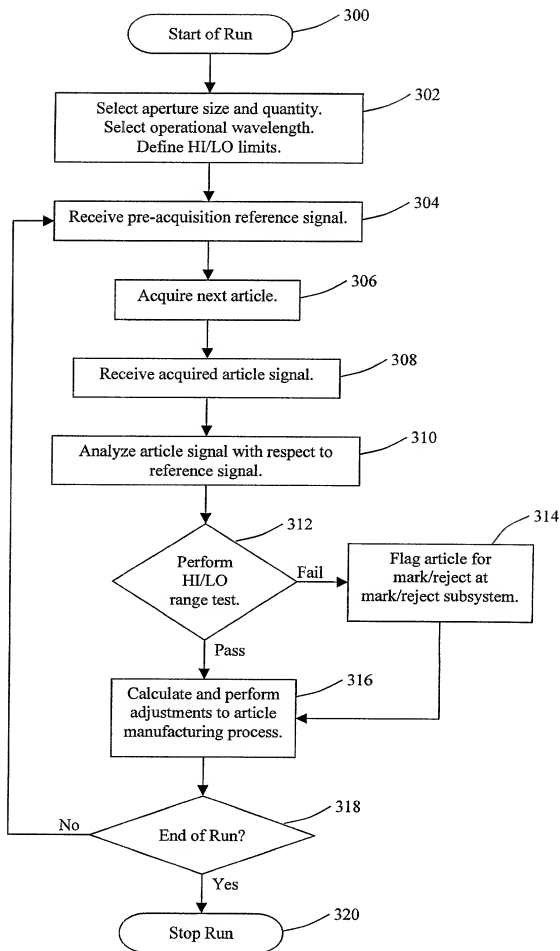 Start of Run
300
Select aperture size and quantity.
Select operational wavelength.
Define HI/LO limits.
302
Receive pre-acquisition reference signal.
304
Acquire next article.
306
Receive acquired article signal.
308
Analyze article signal with respect to
reference signal.
310
Perform
HI/LO
range test.
312
Fail
Flag article for
mark/reject at
mark/reject subsystem.
314
Pass
Calculate and perform
adjustments to article
manufacturing process.
316
End of Run?
318
No
Yes
Stop Run
320